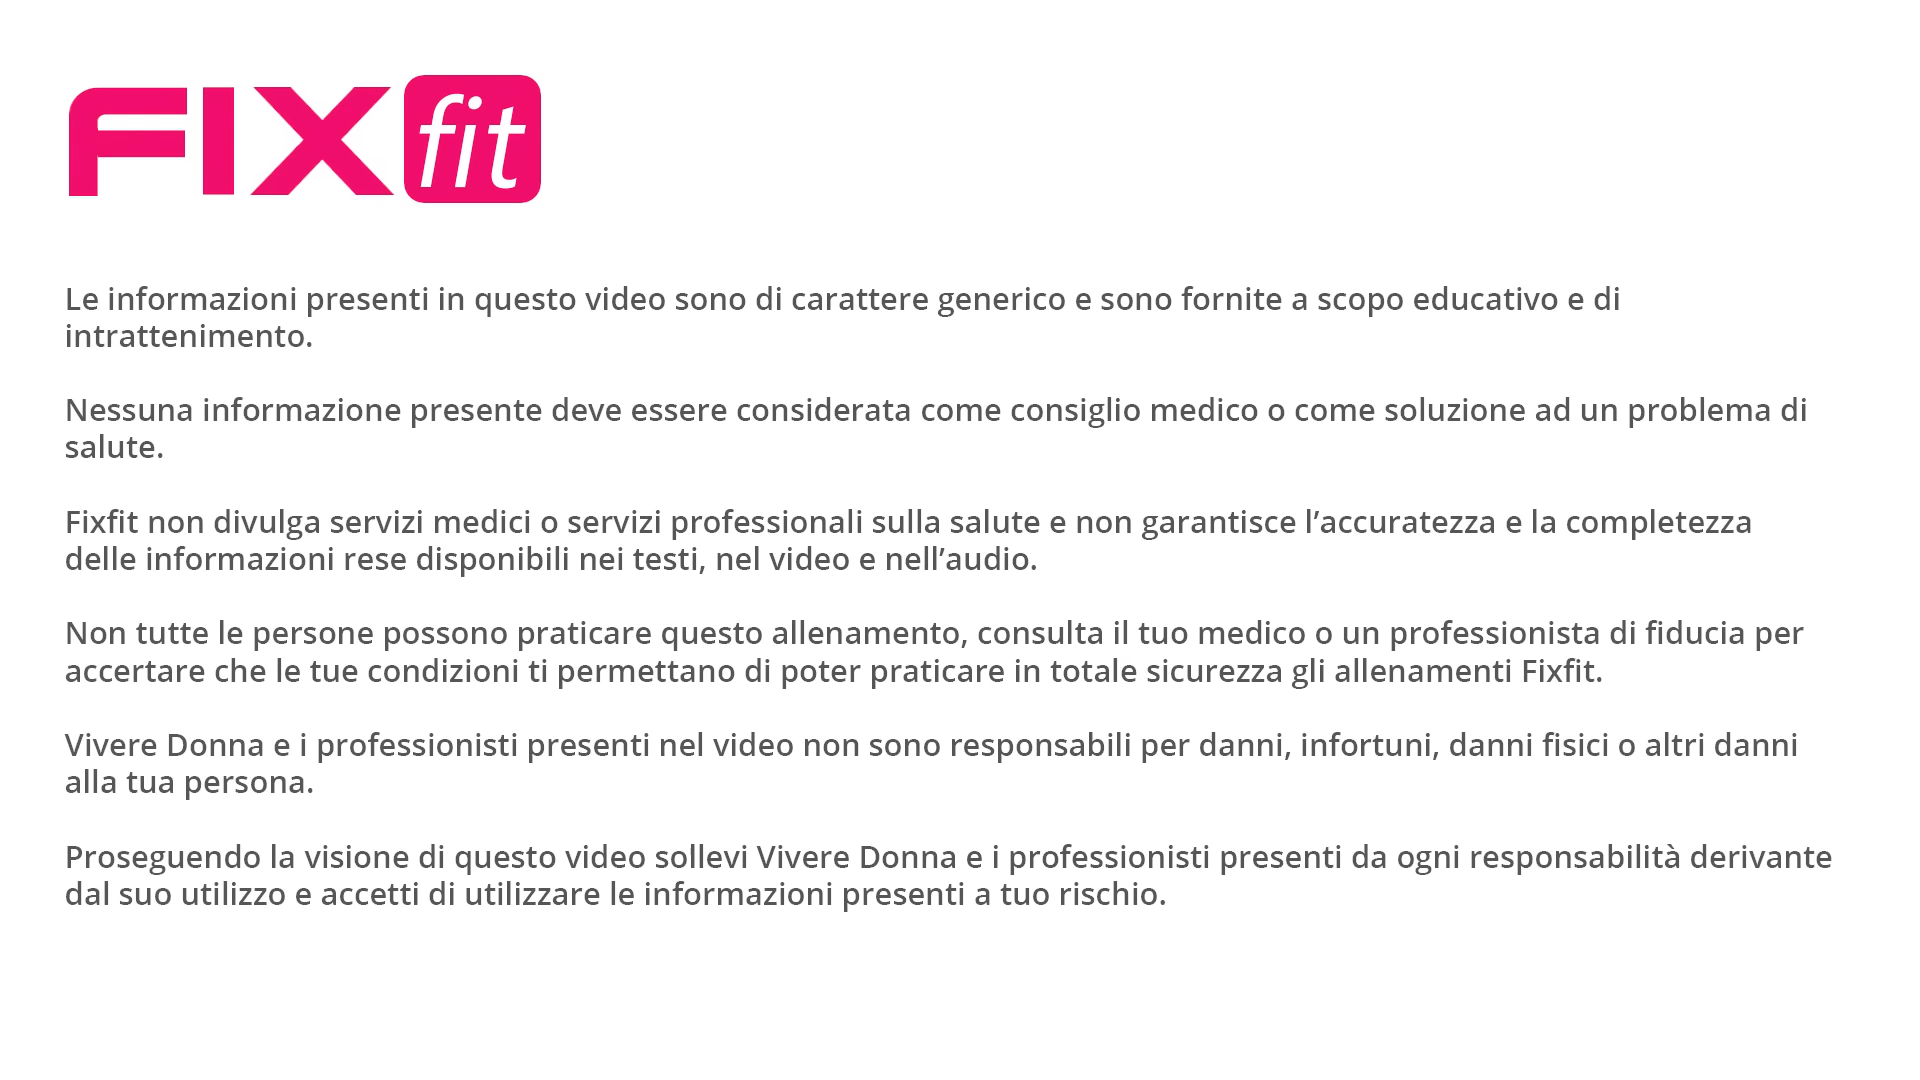 FIXfit
Le informazioni presenti in questo video sono di carattere generico e sono fornite a scopo educativo e di
intrattenimento.
Nessuna informazione presente deve essere considerata come consiglio medico o come soluzione ad un problema di
salute.
Fixfit non divulga servizi medici o servizi professionali sulla salute e non garantisce l’accuratezza e la completezza
delle informazioni rese disponibili nei testi, nel video e nell’audio.
Non tutte le persone possono praticare questo allenamento, consulta il tuo medico o un professionista di fiducia per
accertare che le tue condizioni ti permettano di poter praticare in totale sicurezza gli allenamenti Fixfit.
Vivere Donna e i professionisti presenti nel video non sono responsabili per danni, infortuni, danni fisici o altri danni
alla tua persona.
Proseguendo la visione di questo video sollevi Vivere Donna e i professionisti presenti da ogni responsabilità derivante
dal suo utilizzo e accetti di utilizzare le informazioni presenti a tuo rischio.